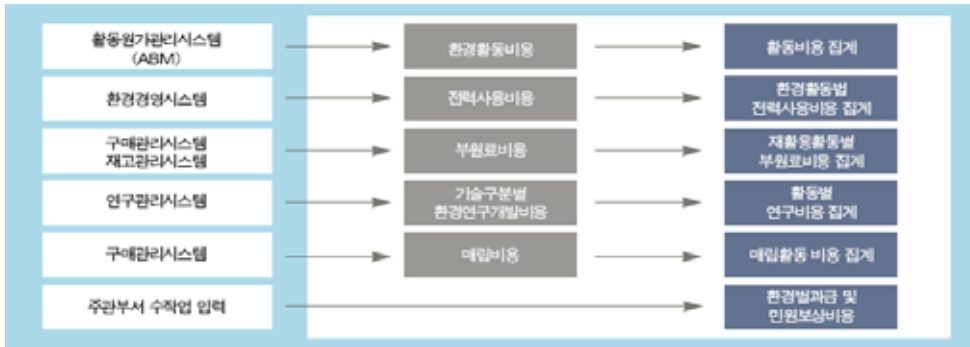 활동원가관리시스템
(ABM)
환경활동비용
활동비용 집계
환경경영시스템
전력사용비용
환경활동법
전력사용비용 집계
구매관리시스템
재고관리시스템
부원료비용
재활용활동별
부원료비용 집계
연구관리시스템
기술구분별
환경연구개발비용
활동별
연구비용 집계
구매관리시스템
매립비용
매립활동 비용 집계
주관부서 수작업 입력
환경벌과금 및
민원보상비용